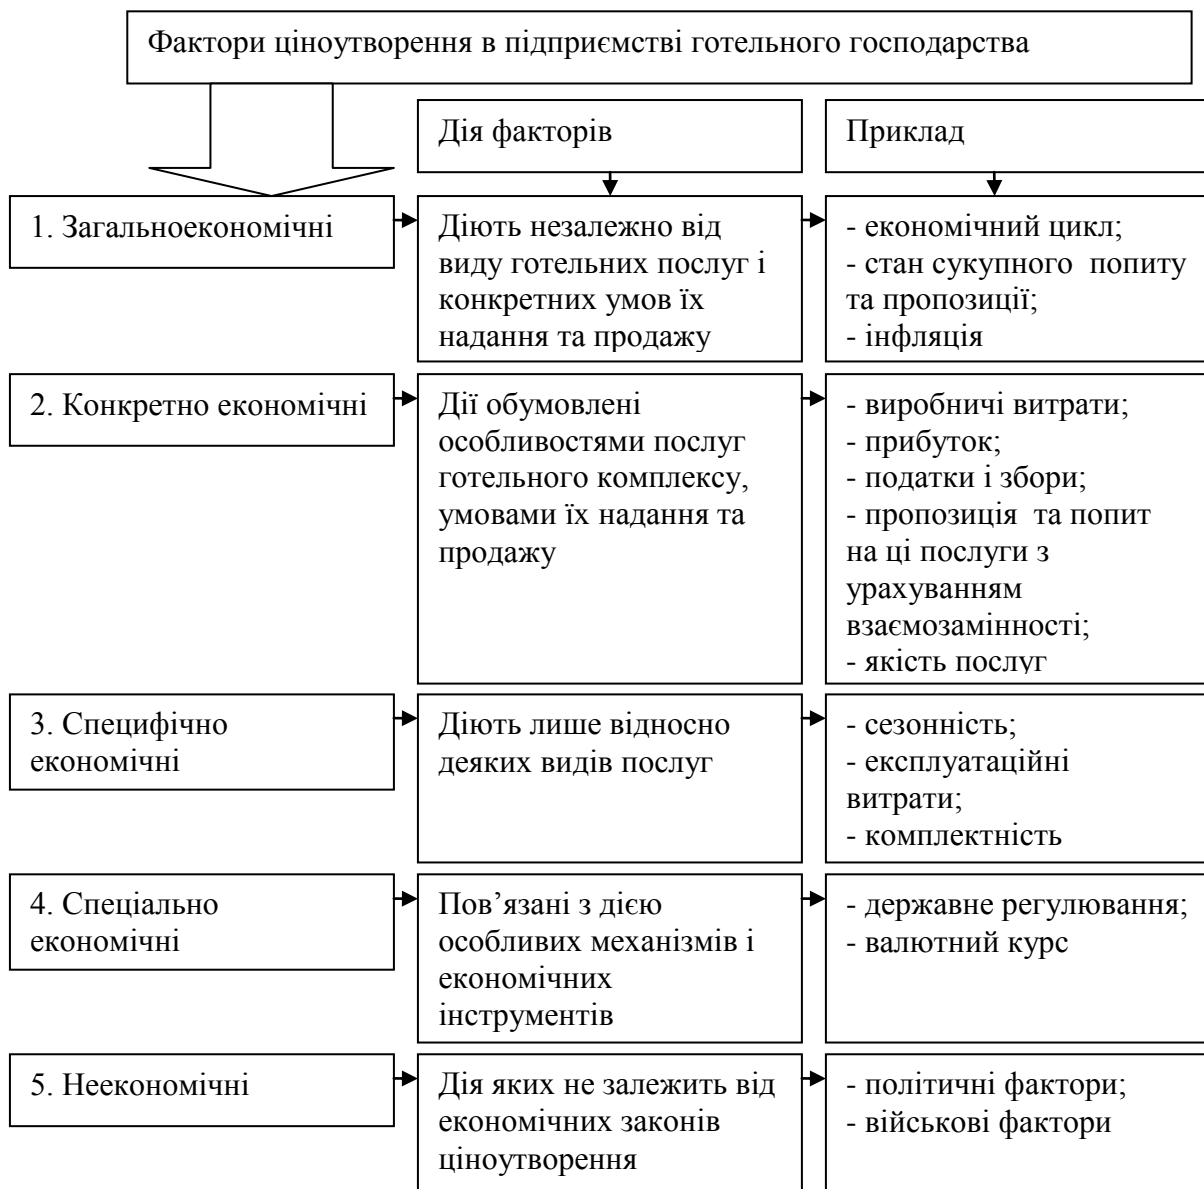 Фактори ціноутворення в підприємстві готельного господарства
Дія факторів
Приклад
1. Загальноекономічні
Діють незалежно від
виду готельних послуг і
конкретних умов їх
надання та продажу
- економічний цикл;
- стан сукупного попиту
та пропозиції;
- інфляція
2. Конкретно економічні
Дії обумовлені
особливостями послуг
готельного комплексу,
умовами їх надання та
продажу
- виробничі витрати;
- прибуток;
- податки і збори;
- пропозиція та попит
на ці послуги з
урахуванням
взаємозамінності;
- якість послуг
3. Специфічно
економічні
Діють лише відносно
деяких видів послуг
- сезонність;
- експлуатаційні
витрати;
- комплектність
4. Спеціально
економічні
Пов’язані з дією
особливих механізмів і
економічних
інструментів
- державне регулювання;
- валютний курс
5. Неекономічні
Дія яких не залежить від
економічних законів
ціноутворення
- політичні фактори;
- військові фактори